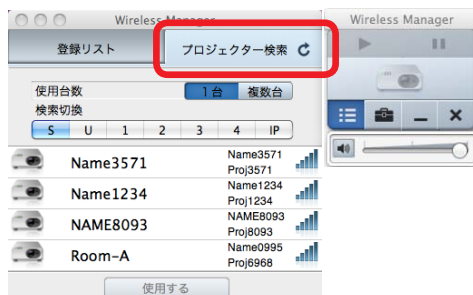 Wireless Manager
登録リスト
プロジェクター検索
使用台数
1台 複数台
検索切換
S U 1 2 3 4 IP
Name3571
Name3571
Proj3571
Name1234
Name1234
Proj1234
NAME8093
NAME8093
Proj8093
Room-A
Name0995
Proj6968
使用する
Wireless Manager